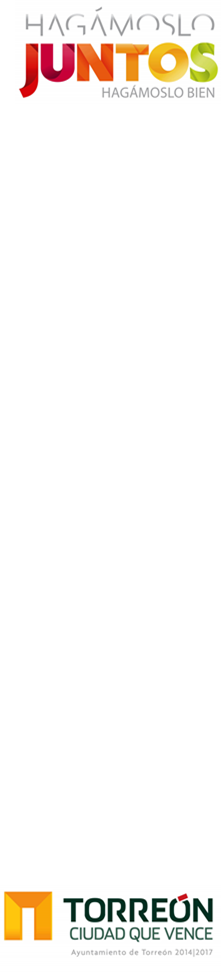 HAGÁMOSLO
JUNTOS
HAGÁMOSLO BIEN
TORREÓN
CIUDAD QUE VENCE
Ayuntamiento de Torreón 2014|2017